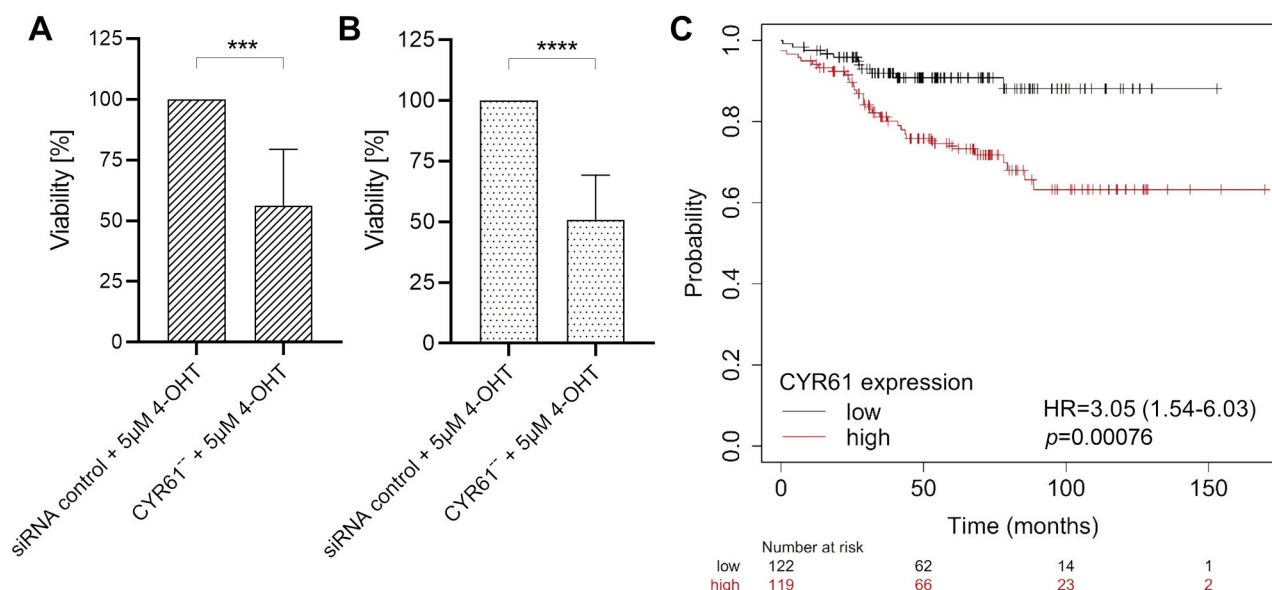 A
125
100
75
50
25
0
Viability [%]
***
siRNA control + 5µM 4-OHT
CYR61⁻⁻ + 5µM 4-OHT
B
125
100
75
50
25
0
Viability [%]
****
siRNA control + 5µM 4-OHT
CYR61⁻⁻ + 5µM 4-OHT
C
1.0
0.8
0.6
0.4
0.2
0.0
Probability
CYR61 expression
low
high
HR=3.05 (1.54-6.03)
p=0.00076
0 50 100 150
Time (months)
Number at risk
low 122 62 14 1
high 119 66 23 2